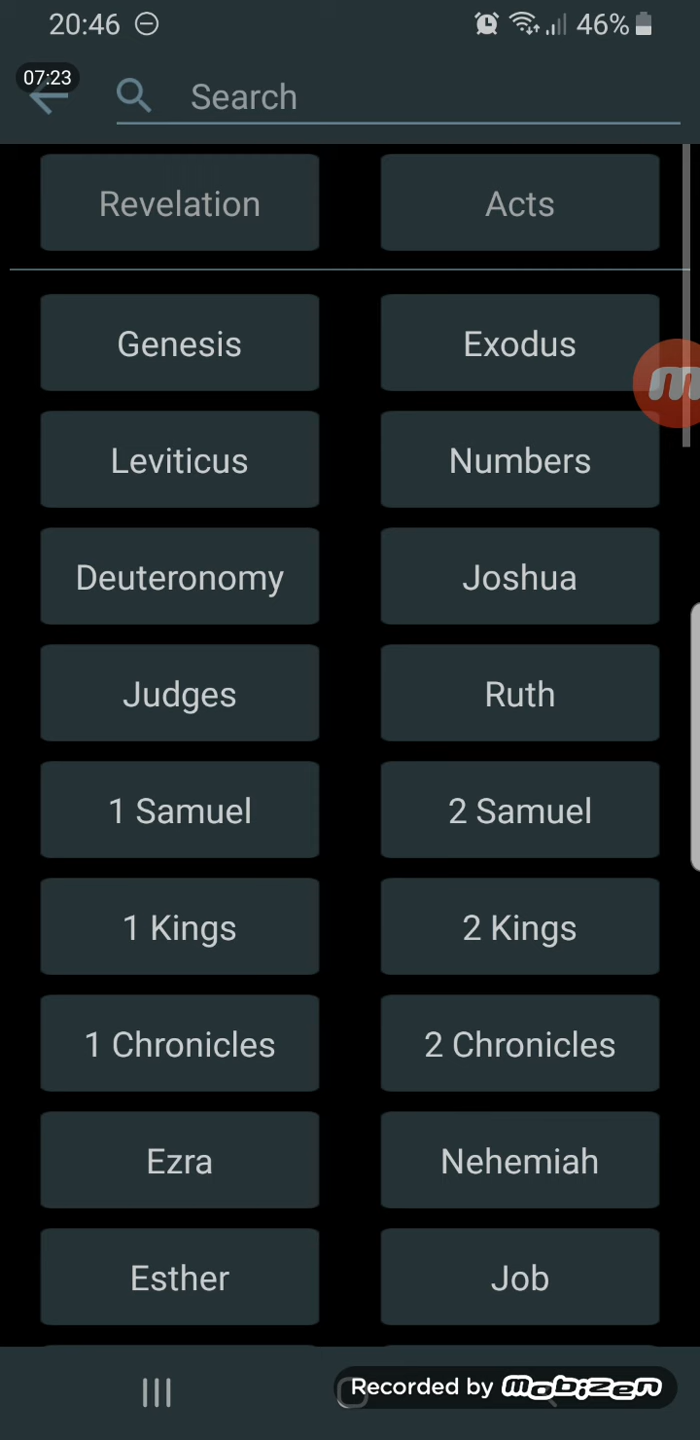 20:46 46%
07:23
Search
Revelation Acts
Genesis Exodus
Leviticus Numbers
Deuteronomy Joshua
Judges Ruth
1 Samuel 2 Samuel
1 Kings 2 Kings
1 Chronicles 2 Chronicles
Ezra Nehemiah
Esther Job
Recorded by mobizen